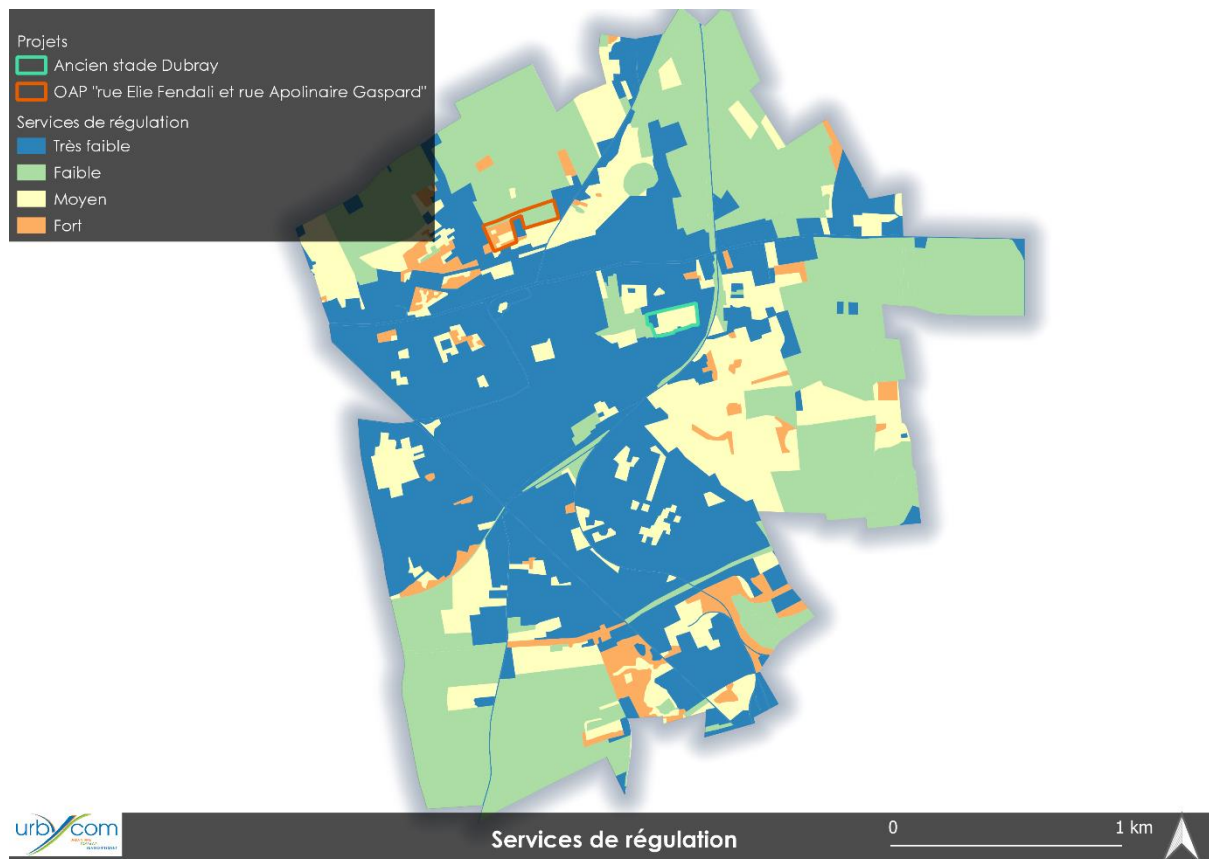 Projets
Ancien stade Dubray
OAP "rue Elie Fendali et rue Apolinaire Gaspard"
Services de régulation
Très faible
Faible
Moyen
Fort
urbycom
Services de régulation
0 1 km